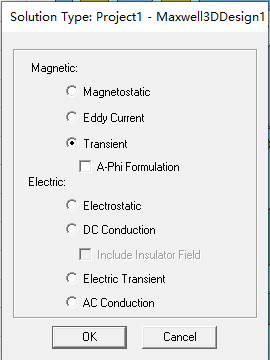 Solution Type: Project1 - Maxwell3DDesign1
Magnetic:
Magnetostatic
Eddy Current
Transient
A-Phi Formulation
Electric:
Electrostatic
DC Conduction
Include Insulator Field
Electric Transient
AC Conduction
OK
Cancel